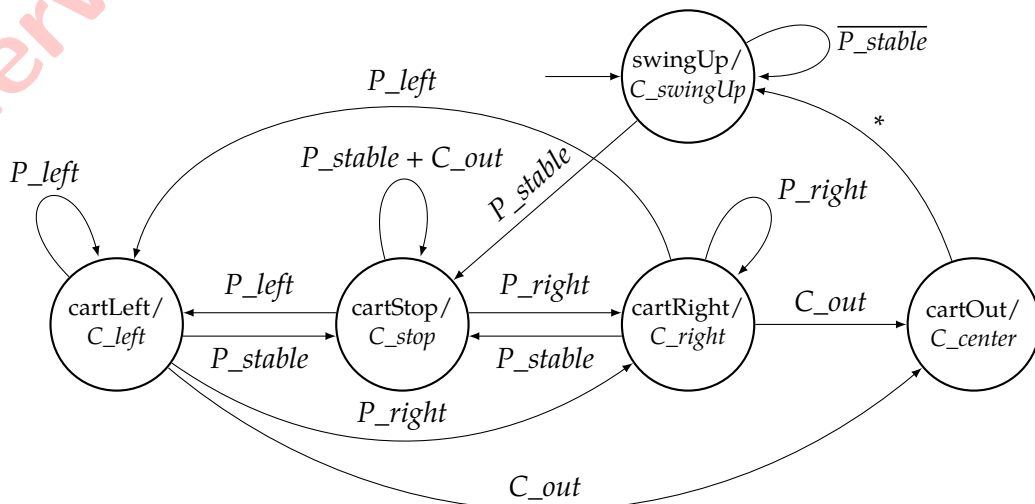 swingUp/
C_swingUp
P_stable
P_left
*
P_stable + C_out
P_stable
P_left
P_right
cartLeft/
C_left
P_left
P_stable
cartStop/
C_stop
P_right
P_stable
cartRight/
C_right
C_out
cartOut/
C_center
P_right
C_out